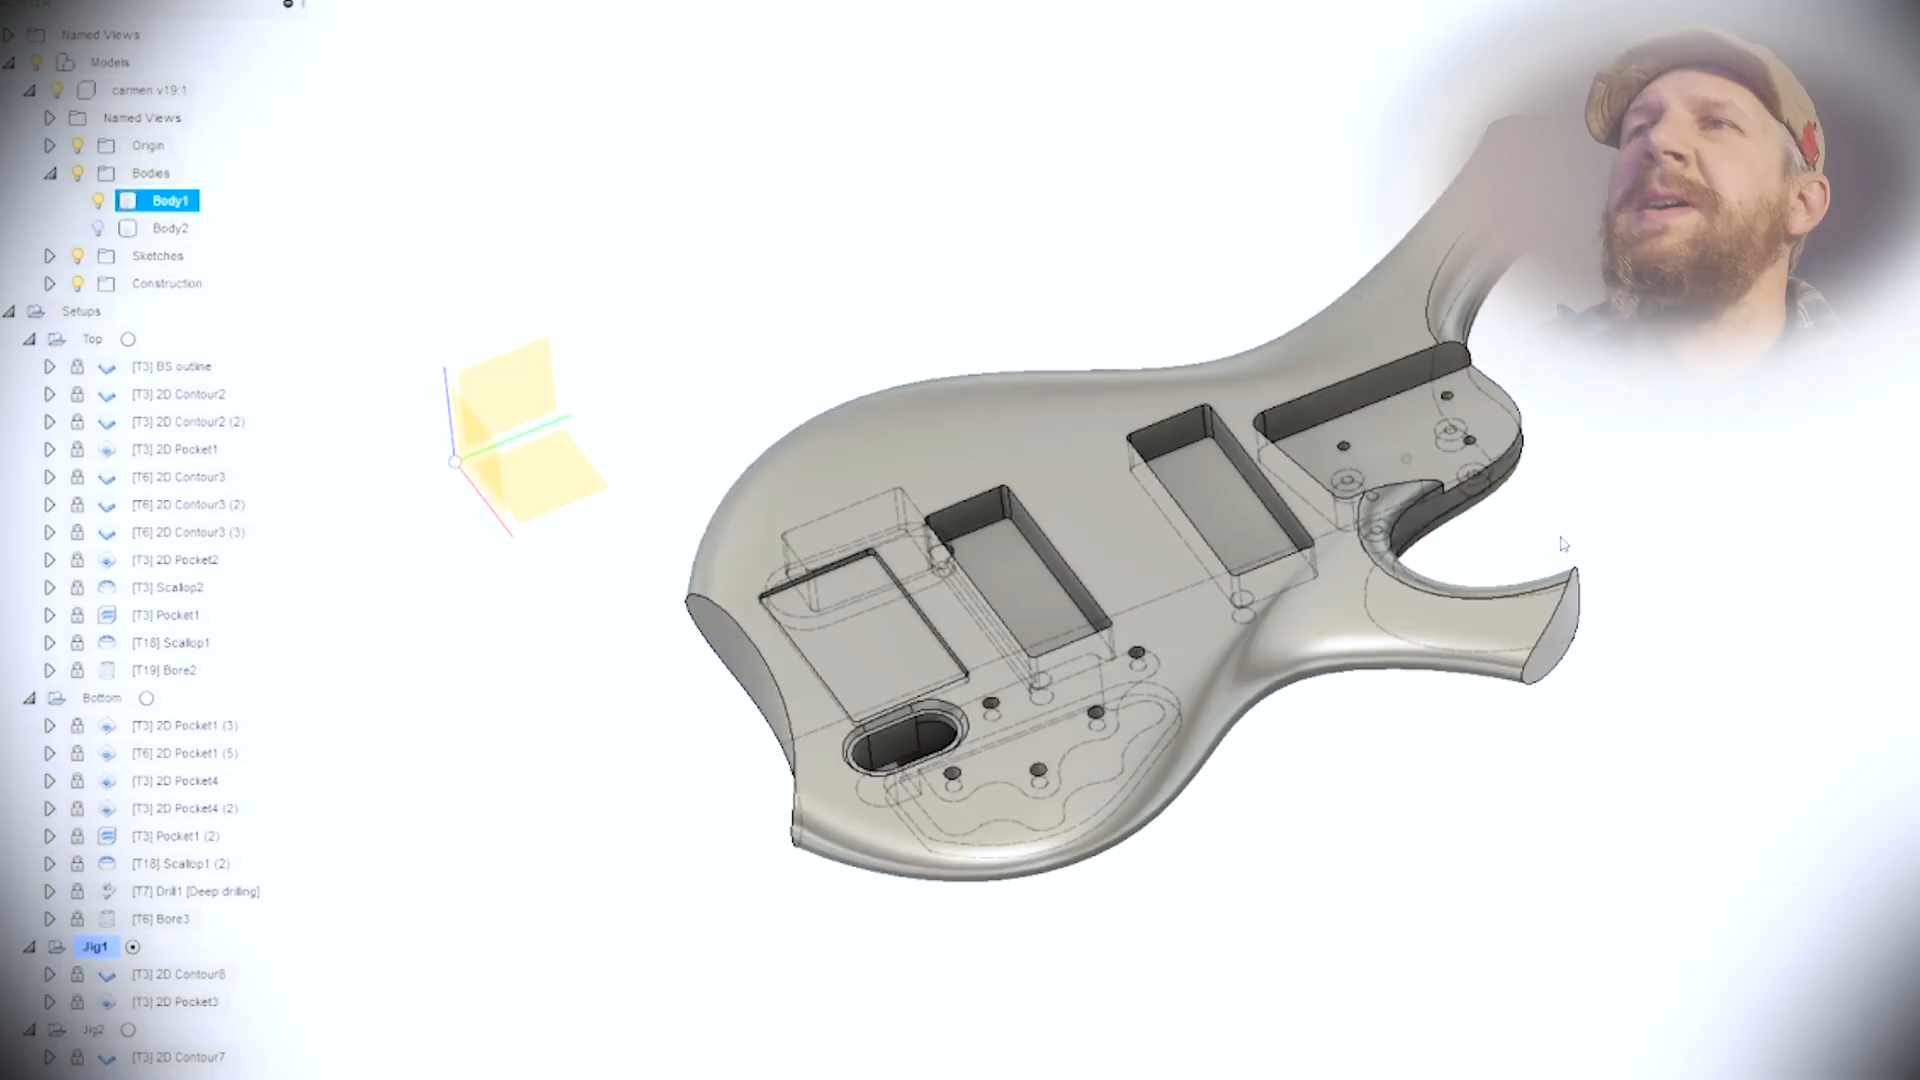 Named Views
Models
carmen v19:1
Named Views
Origin
Bodies
Body1
Body2
Sketches
Construction
Setups
Top
[T3] BS outline
[T3] 2D Contour2
[T3] 2D Contour2 (2)
[T3] 2D Pocket1
[T6] 2D Contour3
[T6] 2D Contour3 (2)
[T6] 2D Contour3 (3)
[T3] 2D Pocket2
[T3] Scallop2
[T3] Pocket1
[T18] Scallop1
[T19] Bore2
Bottom
[T3] 2D Pocket1 (3)
[T6] 2D Pocket1 (5)
[T3] 2D Pocket4
[T3] 2D Pocket4 (2)
[T3] Pocket1 (2)
[T18] Scallop1 (2)
[T7] Drill1 [Deep drilling]
[T6] Bore3
Jig1
[T3] 2D Contour8
[T3] 2D Pocket3
Jig2
[T3] 2D Contour7